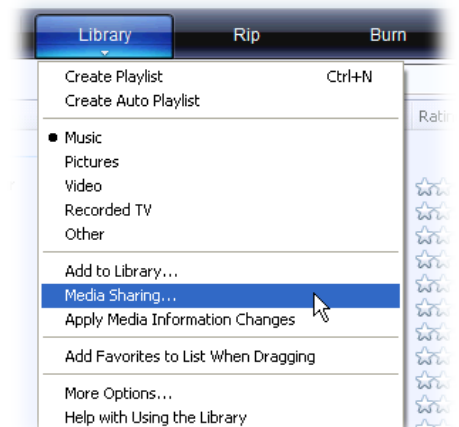 Library Rip Burn
Create Playlist Ctrl+N
Create Auto Playlist
Music
Pictures
Video
Recorded TV
Other
Add to Library...
Media Sharing...
Apply Media Information Changes
Add Favorites to List When Dragging
More Options...
Help with Using the Library